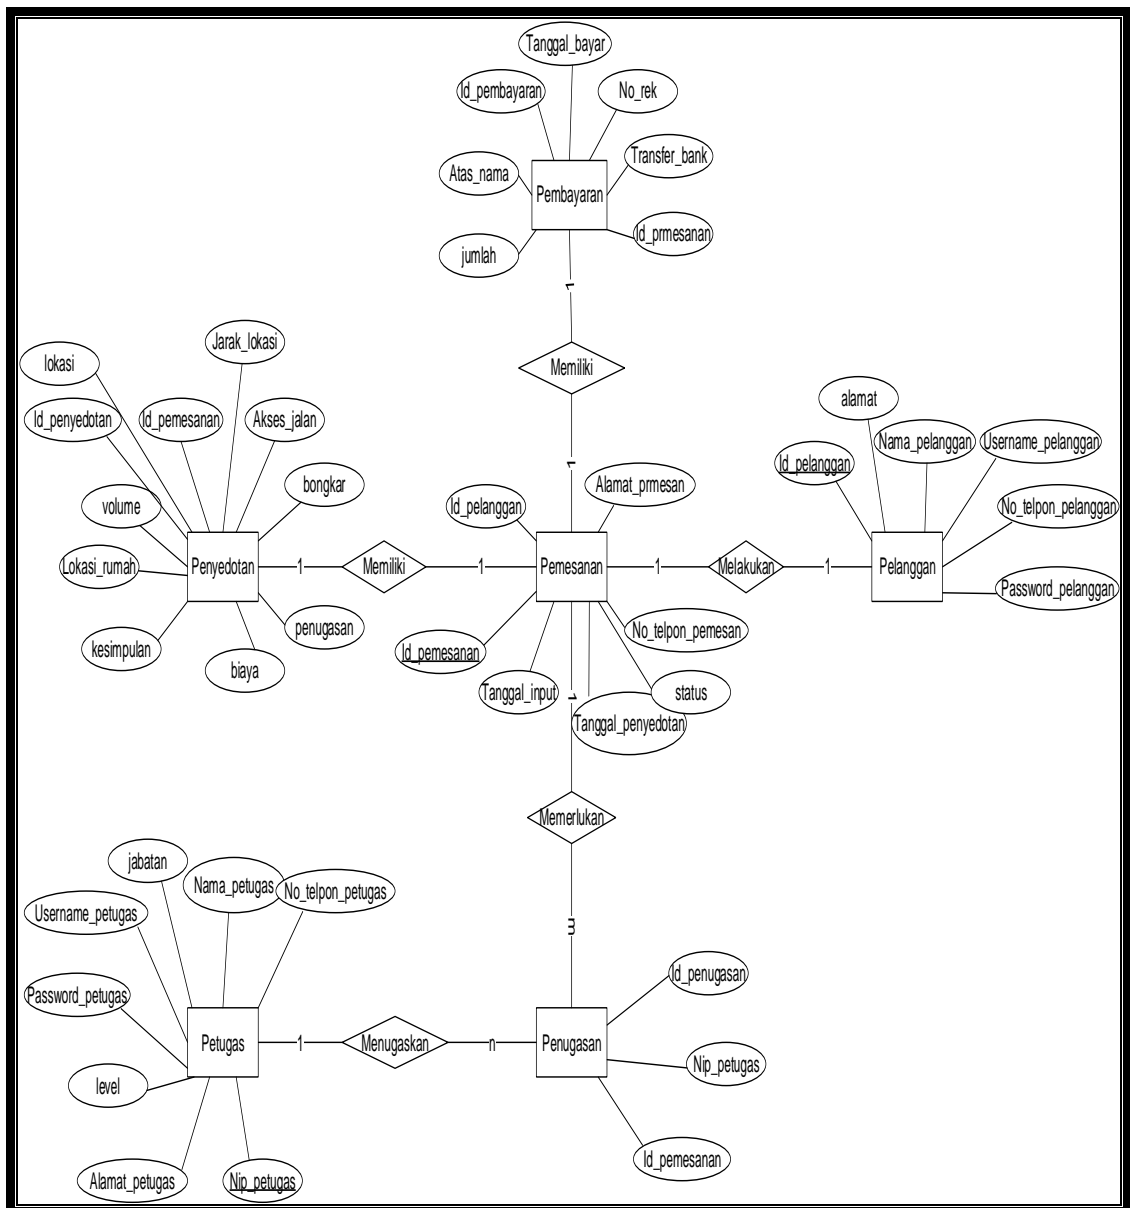 Tanggal_bayar
Id_pembayaran
No_rek
Transfer_bank
Atas_nama
Pembayaran
Id_prmesanan
jumlah
1
Memiliki
1
Jarak_lokasi
lokasi
Id_penyedotan
Id_pemesanan
Akses_jalan
bongkar
volume
Lokasi_rumah
Penyedotan
kesimpulan
biaya
penugasan
1
Memiliki
1
Id_pelanggan
Alamat_prmesan
Pemesanan
Id_pemesanan
Tanggal_input
Tanggal_penyedotan
status
No_telpon_pemesan
1
Melakukan
1
alamat
Id_pelanggan
Nama_pelanggan
Username_pelanggan
No_telpon_pelanggan
Pelanggan
Password_pelanggan
1
Memerlukan
m
jabatan
Nama_petugas
No_telpon_petugas
Username_petugas
Password_petugas
Petugas
level
Alamat_petugas
Nip_petugas
1
Menugaskan
n
Penugasan
Id_penugasan
Nip_petugas
Id_pemesanan